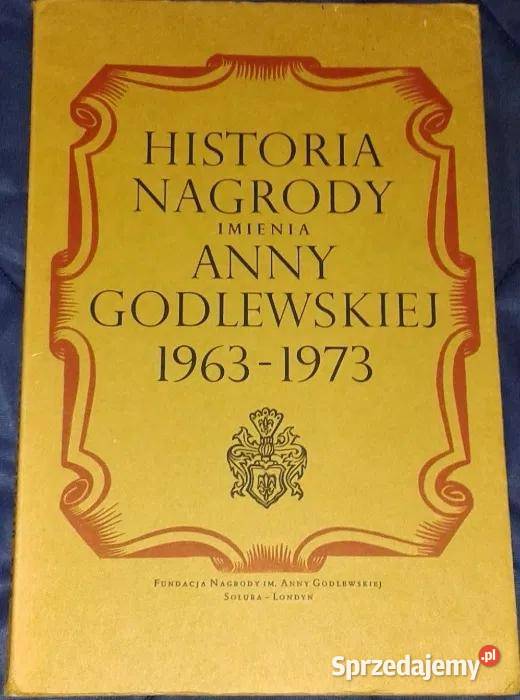 HISTORIA
NAGRODY
IMIENIA
ANNY
GODLEWSKIEJ
1963-1973
FUNDACJA NAGRODY IM. ANNY GODLEWSKIEJ
SOLURA - LONDYN
Sprzedajemy.pl